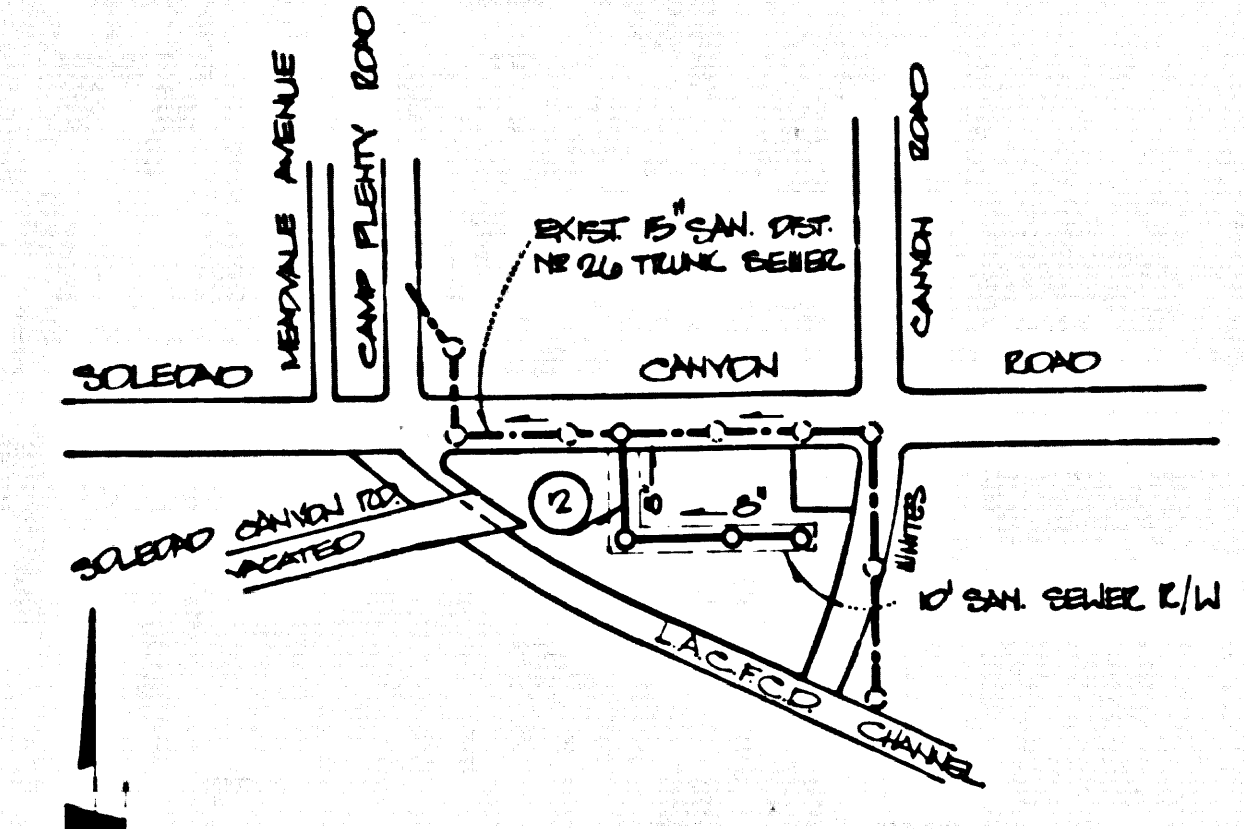 MEADVALE AVENUE
CAMP PLENTY ROAD
CANYON ROAD
EXIST. 15" SAN. DIST.
Nº 26 TRUNK SEWER
SOLEDAD
CANYON
ROAD
SOLEDAD CANYON RD.
VACATED
2
8"
8"
WHITES
10' SAN. SEWER R/W
L.A.C.F.C.D. CHANNEL